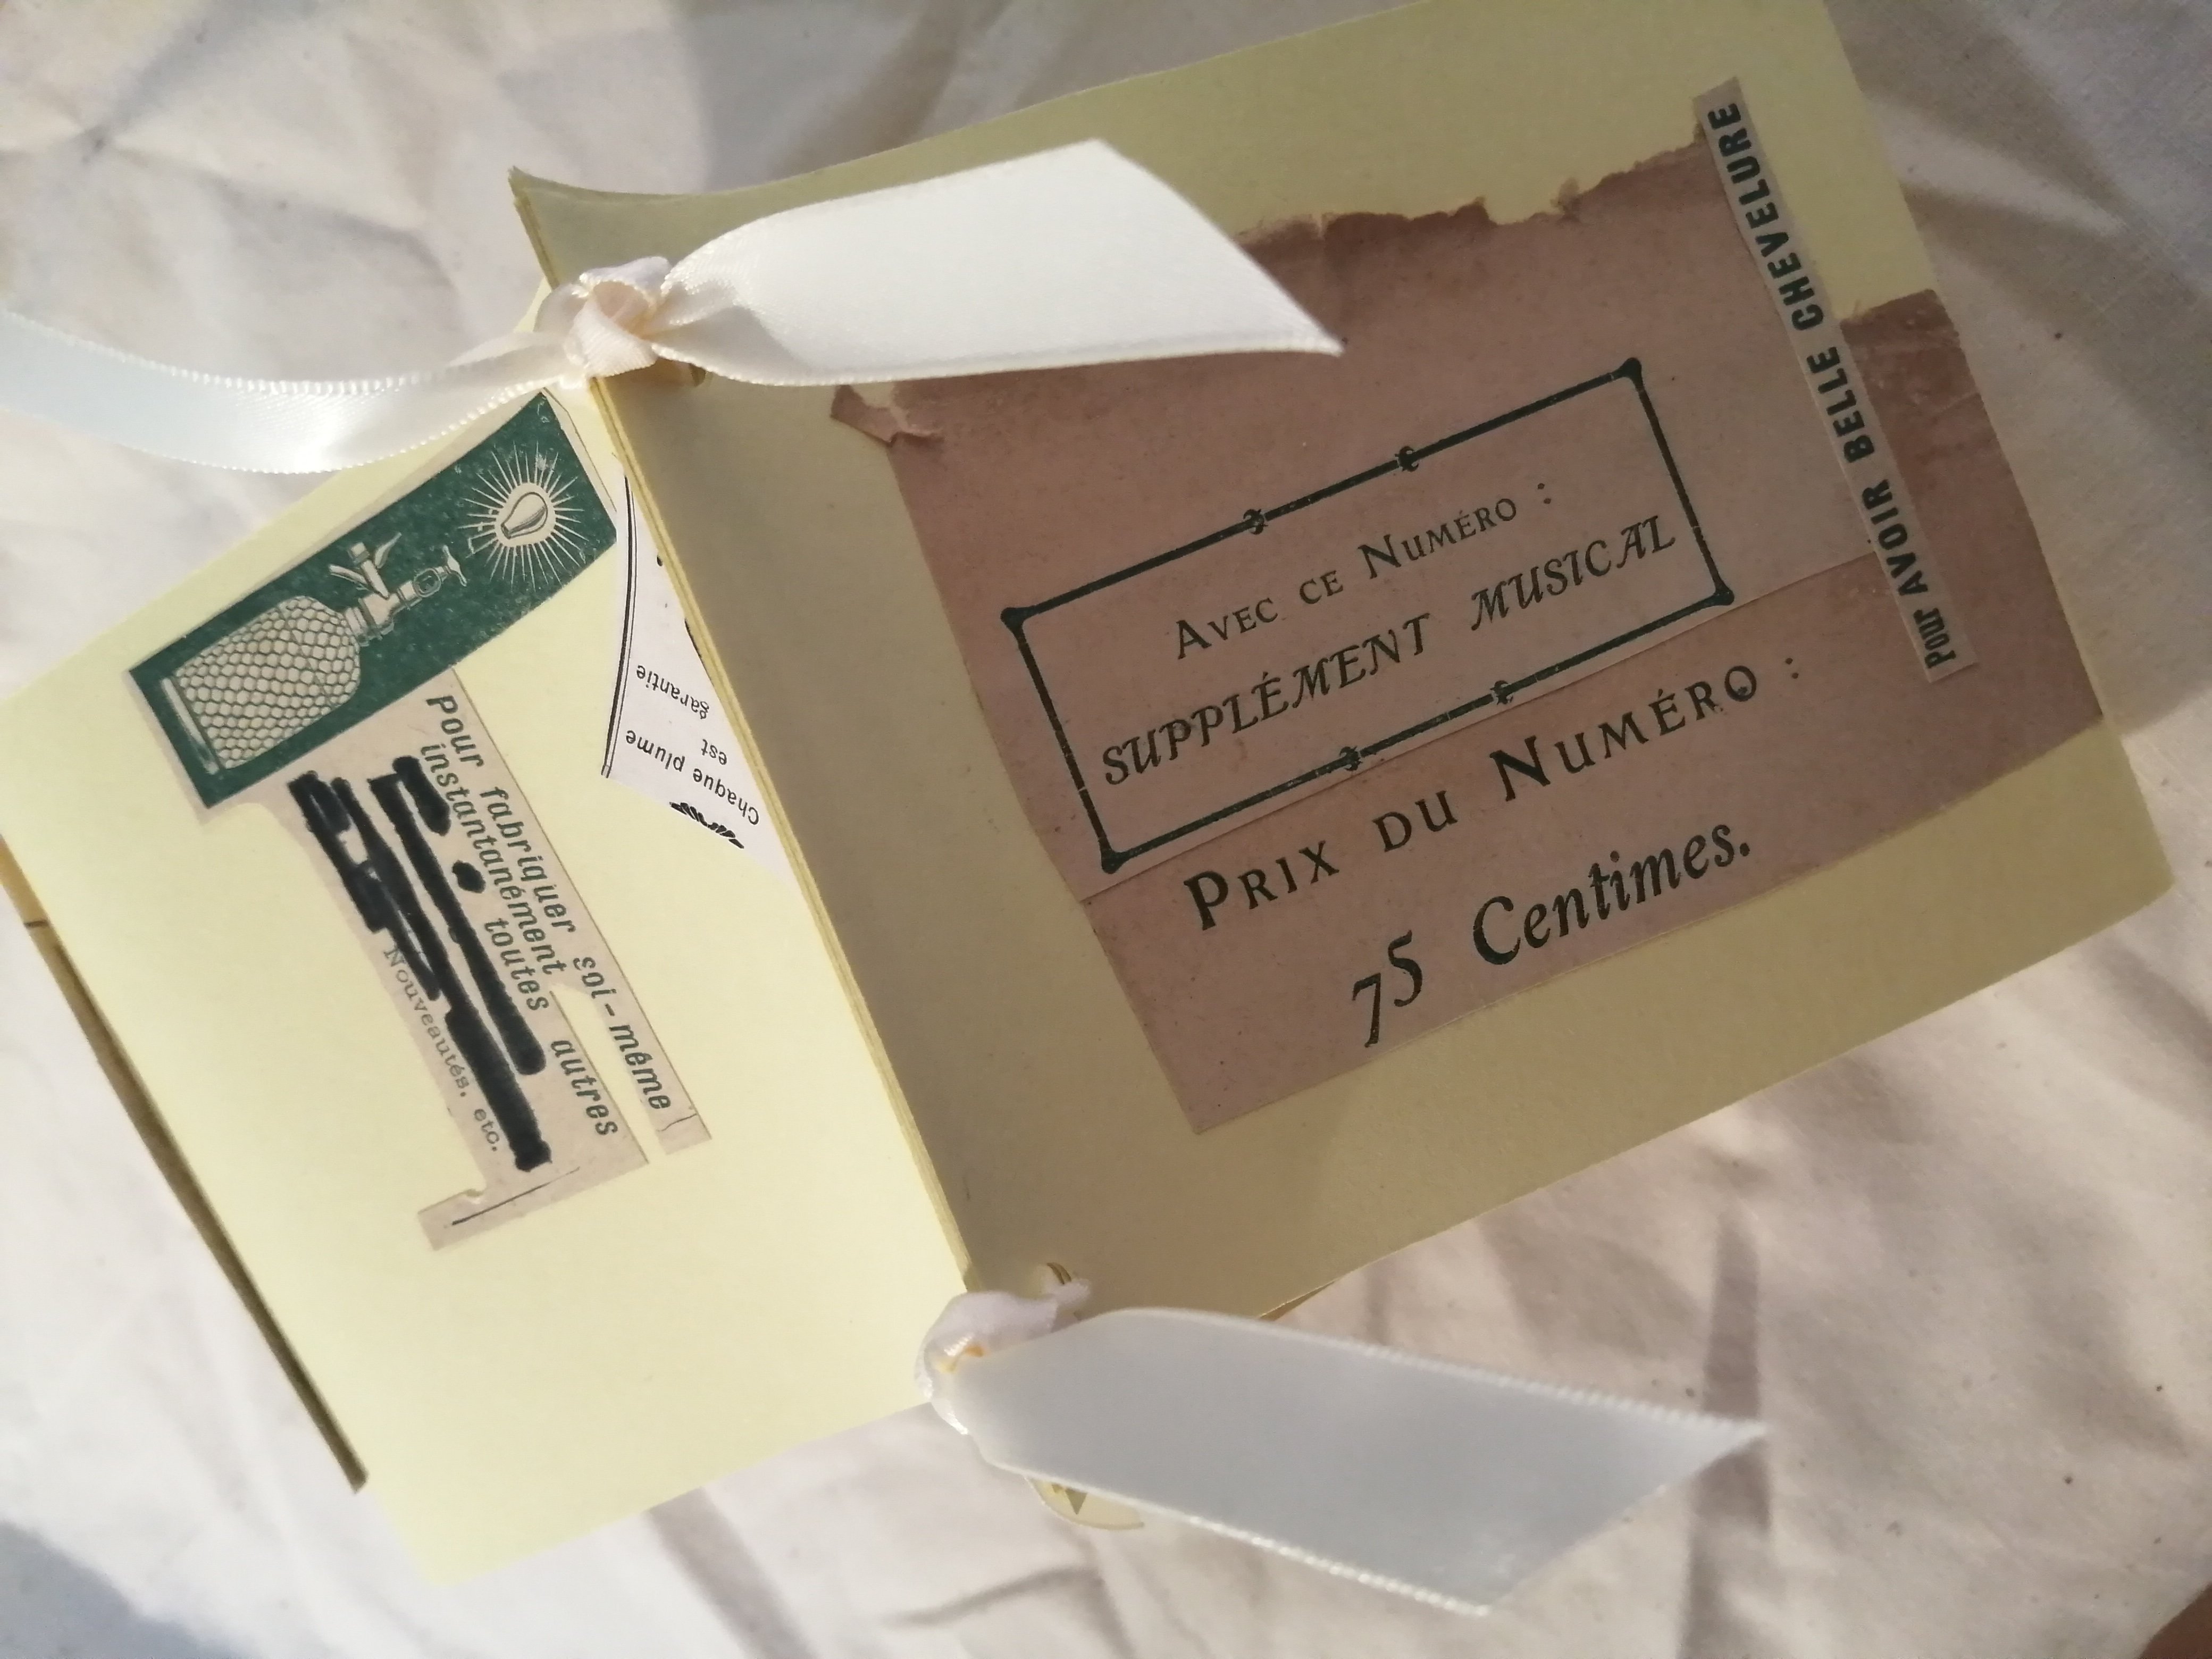 Pour fabriquer soi-même
instantanément toutes autres
Nouveautés, etc.
Chaque plume
est
garantie
AVEC CE NUMÉRO :
SUPPLÉMENT MUSICAL
PRIX DU NUMÉRO :
75 Centimes.
POUR AVOIR BELLE CHEVELURE